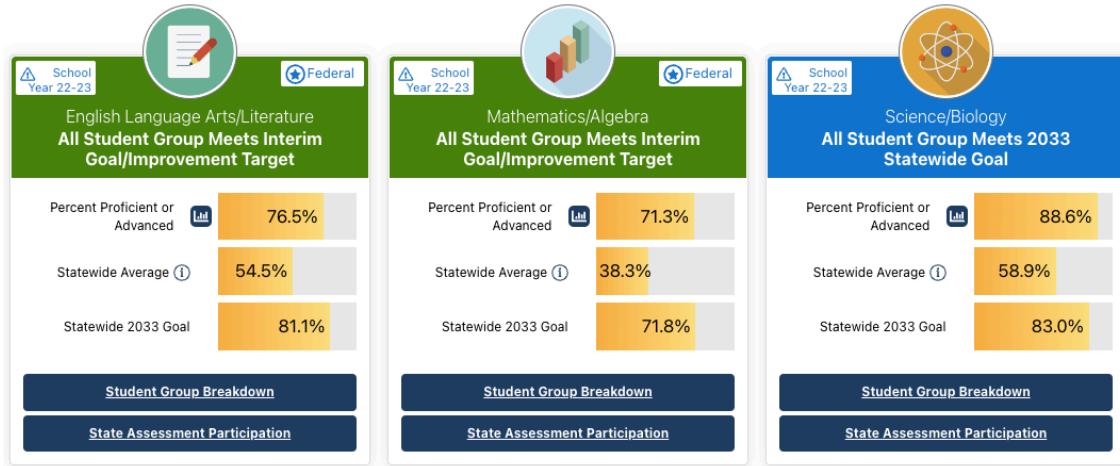 School
Year 22-23
Federal
English Language Arts/Literature
All Student Group Meets Interim
Goal/Improvement Target
Percent Proficient or
Advanced
76.5%
Statewide Average
54.5%
Statewide 2033 Goal
81.1%
Student Group Breakdown
State Assessment Participation
School
Year 22-23
Federal
Mathematics/Algebra
All Student Group Meets Interim
Goal/Improvement Target
Percent Proficient or
Advanced
71.3%
Statewide Average
38.3%
Statewide 2033 Goal
71.8%
Student Group Breakdown
State Assessment Participation
School
Year 22-23
Science/Biology
All Student Group Meets 2033
Statewide Goal
Percent Proficient or
Advanced
88.6%
Statewide Average
58.9%
Statewide 2033 Goal
83.0%
Student Group Breakdown
State Assessment Participation